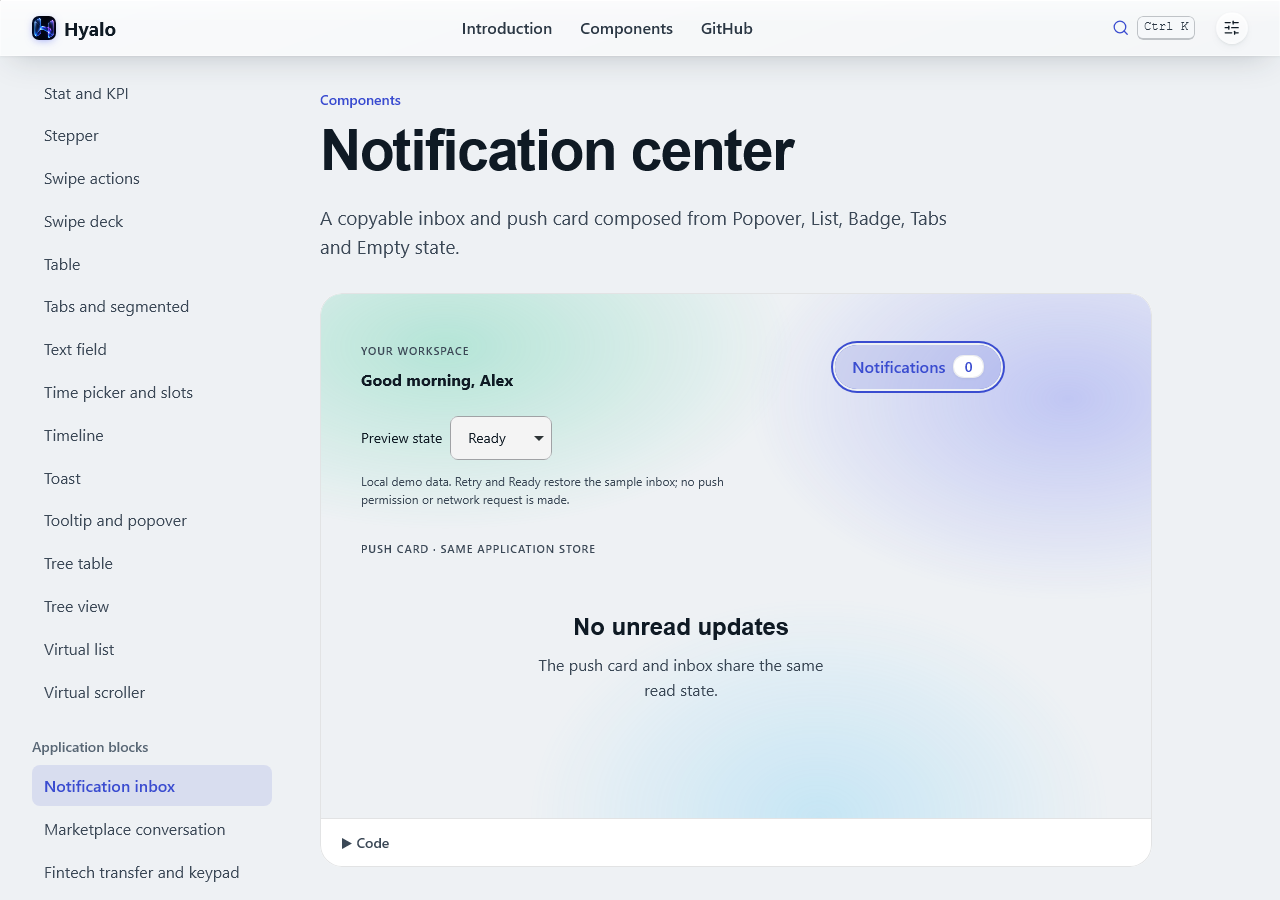 Hyalo
Introduction
Components
GitHub
Ctrl K
Stat and KPI
Stepper
Swipe actions
Swipe deck
Table
Tabs and segmented
Text field
Time picker and slots
Timeline
Toast
Tooltip and popover
Tree table
Tree view
Virtual list
Virtual scroller
Application blocks
Notification inbox
Marketplace conversation
Fintech transfer and keypad
Components
Notification center
A copyable inbox and push card composed from Popover, List, Badge, Tabs
and Empty state.
YOUR WORKSPACE
Good morning, Alex
Notifications 0
Preview state Ready
Local demo data. Retry and Ready restore the sample inbox; no push
permission or network request is made.
PUSH CARD · SAME APPLICATION STORE
No unread updates
The push card and inbox share the same
read state.
Code